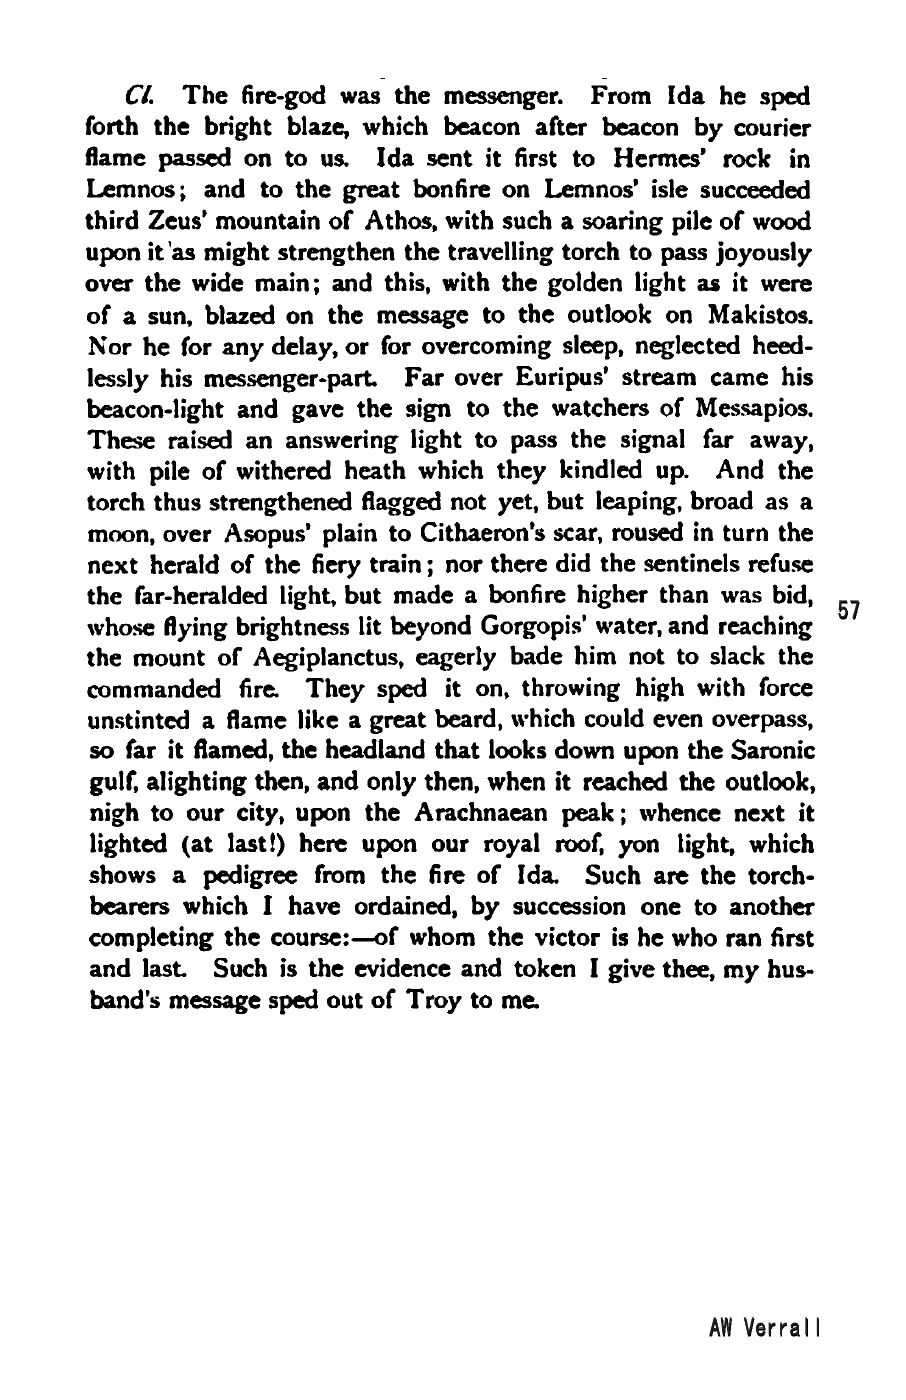 Cl. The fire-god was the messenger. From Ida he sped
forth the bright blaze, which beacon after beacon by courier
flame passed on to us. Ida sent it first to Hermes' rock in
Lemnos; and to the great bonfire on Lemnos' isle succeeded
third Zeus' mountain of Athos, with such a soaring pile of wood
upon it 'as might strengthen the travelling torch to pass joyously
over the wide main; and this, with the golden light as it were
of a sun, blazed on the message to the outlook on Makistos.
Nor he for any delay, or for overcoming sleep, neglected heed-
lessly his messenger-part. Far over Euripus' stream came his
beacon-light and gave the sign to the watchers of Messapios.
These raised an answering light to pass the signal far away,
with pile of withered heath which they kindled up. And the
torch thus strengthened flagged not yet, but leaping, broad as a
moon, over Asopus' plain to Cithaeron's scar, roused in turn the
next herald of the fiery train; nor there did the sentinels refuse
the far-heralded light, but made a bonfire higher than was bid,
whose flying brightness lit beyond Gorgopis' water, and reaching
the mount of Aegiplanctus, eagerly bade him not to slack the
commanded fire. They sped it on, throwing high with force
unstinted a flame like a great beard, which could even overpass,
so far it flamed, the headland that looks down upon the Saronic
gulf, alighting then, and only then, when it reached the outlook,
nigh to our city, upon the Arachnaean peak; whence next it
lighted (at last!) here upon our royal roof, yon light, which
shows a pedigree from the fire of Ida. Such are the torch-
bearers which I have ordained, by succession one to another
completing the course:—of whom the victor is he who ran first
and last. Such is the evidence and token I give thee, my hus-
band's message sped out of Troy to me.
57
AW Verrall